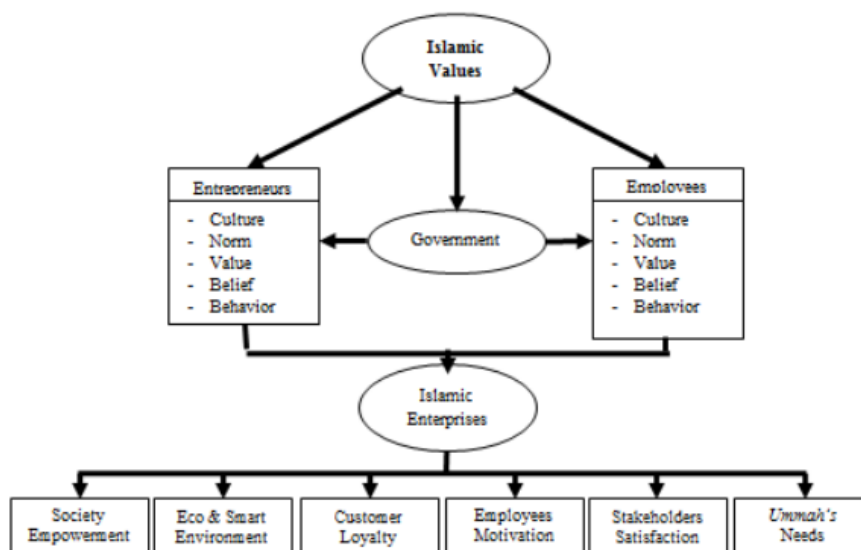 Islamic
Values
Entrepreneurs
- Culture
- Norm
- Value
- Belief
- Behavior
Government
Employees
- Culture
- Norm
- Value
- Belief
- Behavior
Islamic
Enterprises
Society
Empowerment
Eco & Smart
Environment
Customer
Loyalty
Employees
Motivation
Stakeholders
Satisfaction
Ummah's
Needs